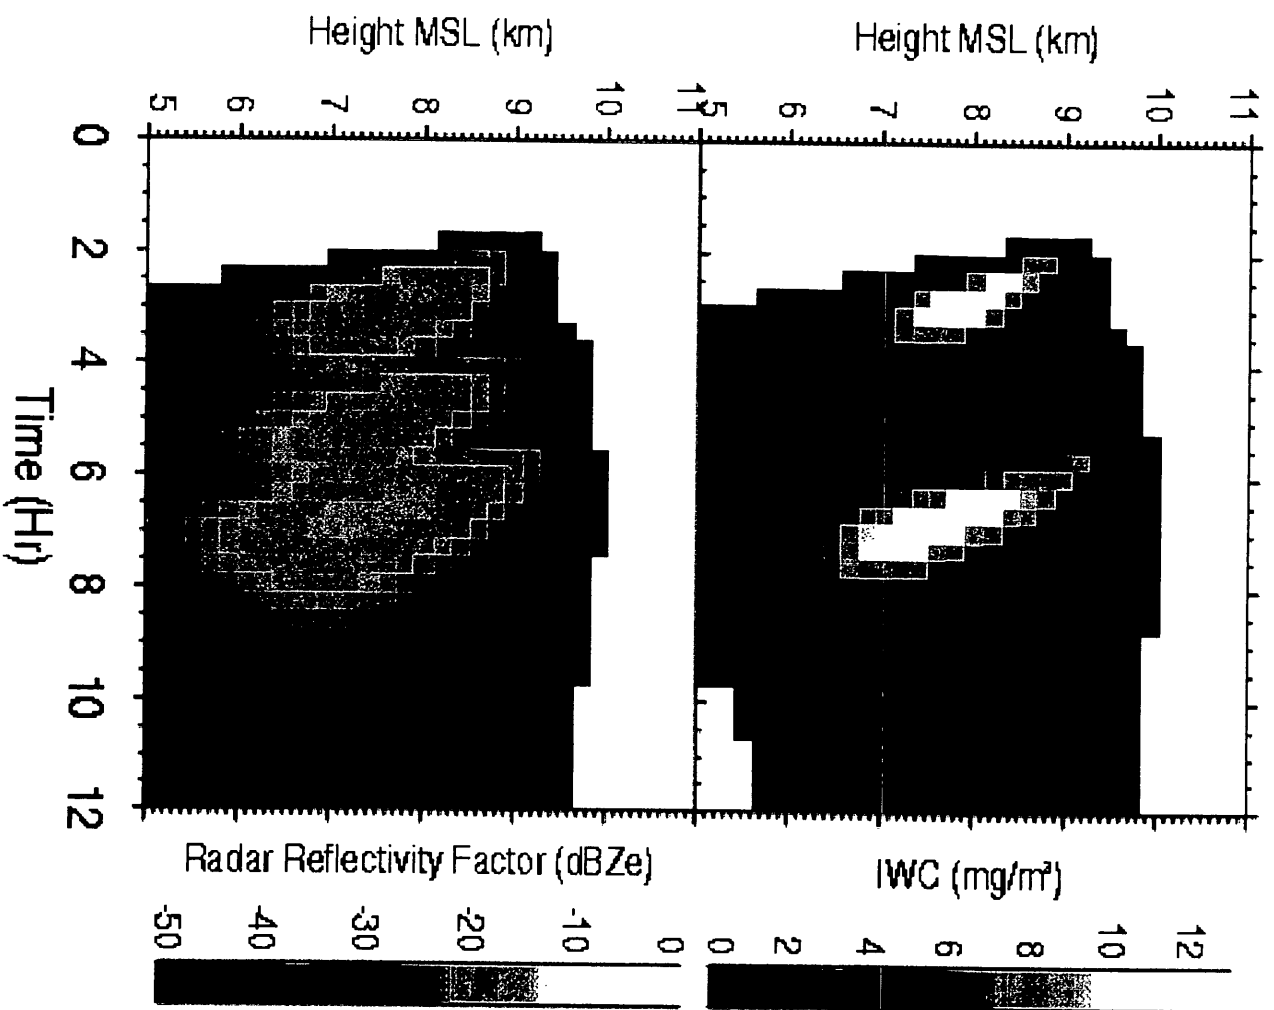 Height MSL (km)
Height MSL (km)
5 6 7 8 9 10 11
5 6 7 8 9 10 11
0
2
4
6
8
10
12
Time (Hr)
Radar Reflectivity Factor (dBZe)
IWC (mg/m³)
-50 -40 -30 -20 -10 0
0 2 4 6 8 10 12